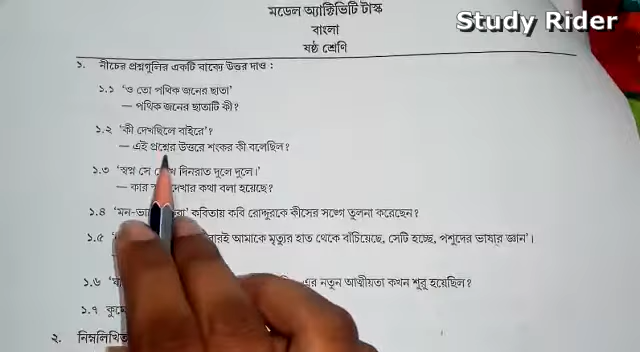 Study Rider
মডেল অ্যাক্টিভিটি টাস্ক
বাংলা
ষষ্ঠ শ্রেণি
১. নীচের প্রশ্নগুলির একটি বাক্যে উত্তর দাও :
১.১ 'ও তো পথিক জনের ছাতা'
— পথিক জনের ছাতাটি কী?
১.২ 'কী দেখছিলে বাইরে'?
— এই প্রশ্নের উত্তরে শংকর কী বলেছিল?
১.৩ 'স্বপ্ন সে দিনরাত দুলে দুলে।'
— কার দেখার কথা বলা হয়েছে?
১.৪ 'মন-ভা কবিতায় কবি রোদ্দুরকে কীসের সঙ্গে তুলনা করেছেন?
১.৫ আমাকে মৃত্যুর হাত থেকে বাঁচিয়েছে, সেটি হচ্ছে, পশুদের ভাষার জ্ঞান'।
১.৬ এর নতুন আত্মীয়তা কখন শুরু হয়েছিল?
১.৭
২. নিম্নলিখিত